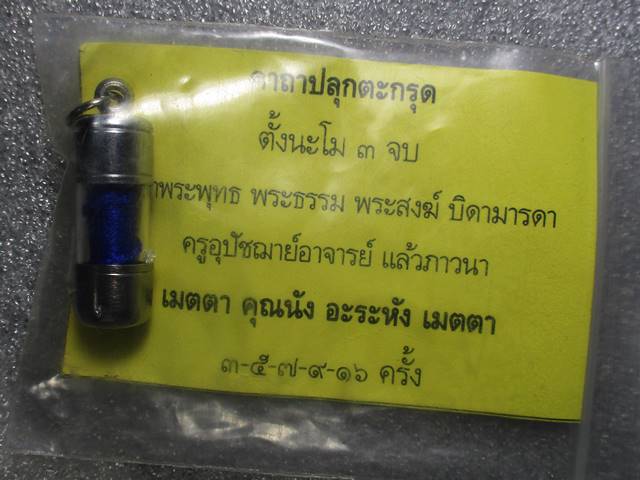 คาถาปลุกตะกรุด
ตั้งนะโม ๓ จบ
พระพุทธ พระธรรม พระสงฆ์ บิดามารดา
ครูอุปัชฌาย์อาจารย์ แล้วภาวนา
เมตตา คุณนัง อะระหัง เมตตา
๓-๕-๗-๙-๑๖ ครั้ง